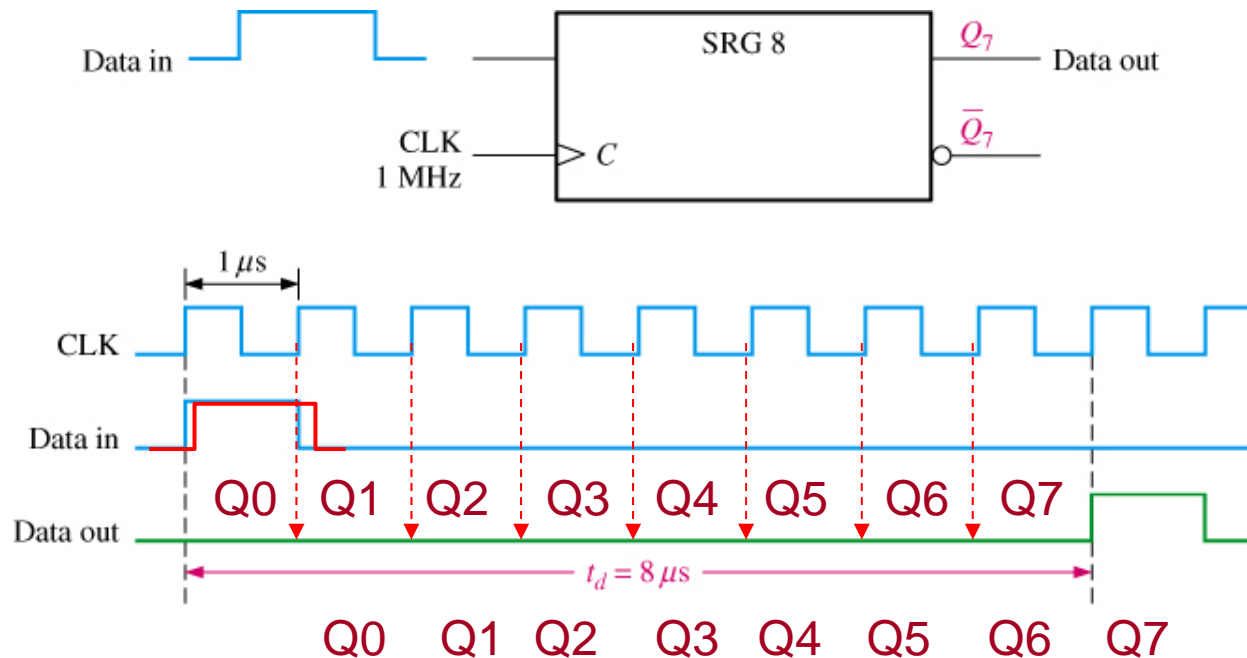 SRG 8
Q₇
Data in
Data out
CLK
1 MHz
C
Q̅₇
1 μs
CLK
Data in
Q0 Q1 Q2 Q3 Q4 Q5 Q6 Q7
Data out
t_d = 8 μs
Q0 Q1 Q2 Q3 Q4 Q5 Q6 Q7